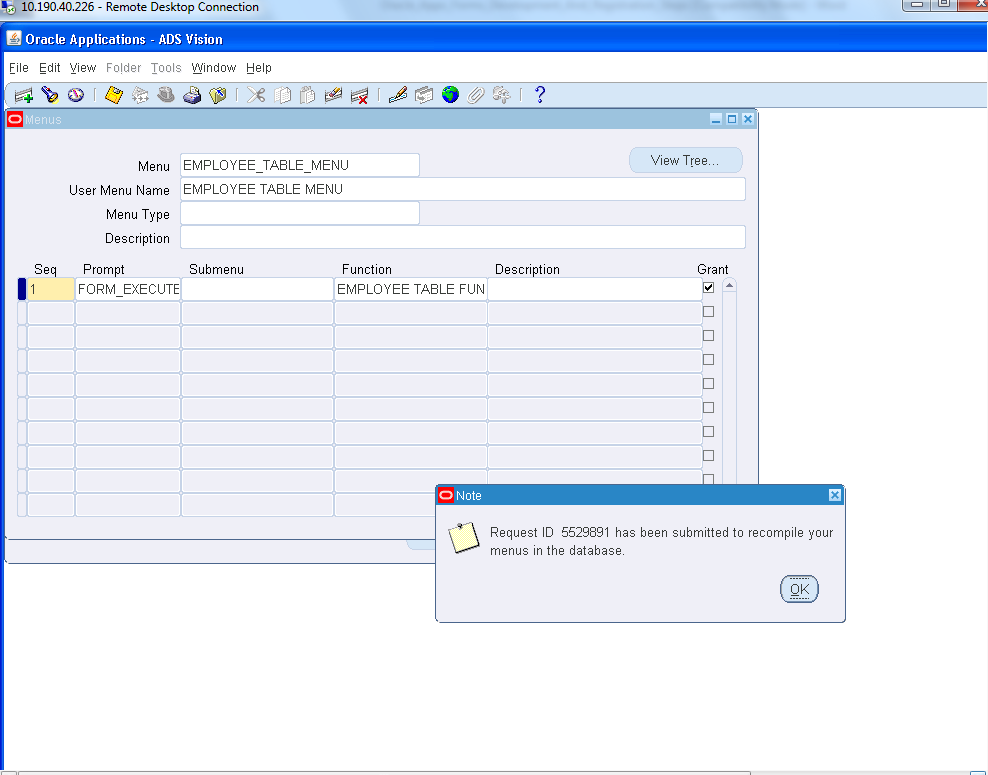 10.190.40.226 - Remote Desktop Connection
Oracle Applications - ADS Vision
File Edit View Folder Tools Window Help
Menus
Menu EMPLOYEE_TABLE_MENU View Tree...
User Menu Name EMPLOYEE TABLE MENU
Menu Type
Description
Seq Prompt Submenu Function Description Grant
1 FORM_EXECUTE EMPLOYEE TABLE FUN
Note
Request ID 5529891 has been submitted to recompile your
menus in the database.
OK